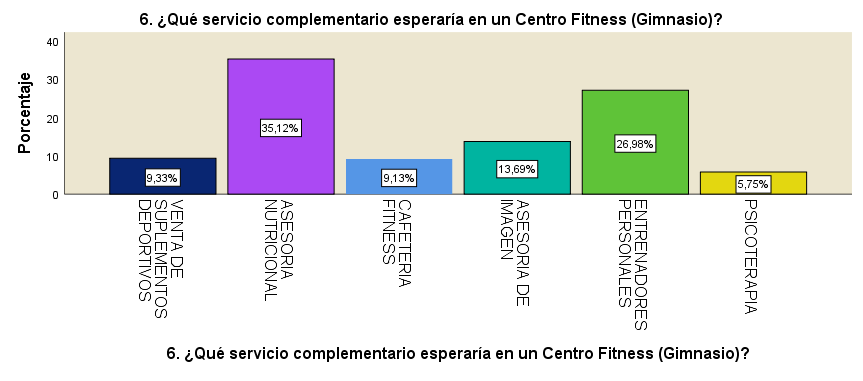 6. ¿Qué servicio complementario esperaría en un Centro Fitness (Gimnasio)?
Porcentaje
40
30
20
10
0
9,33%
35,12%
9,13%
13,69%
26,98%
5,75%
VENTA DE
SUPLEMENTOS
DEPORTIVOS
ASESORIA
NUTRICIONAL
CAFETERIA
FITNESS
ASESORIA DE
IMAGEN
ENTRENADORES
PERSONALES
PSICOTERAPIA
6. ¿Qué servicio complementario esperaría en un Centro Fitness (Gimnasio)?